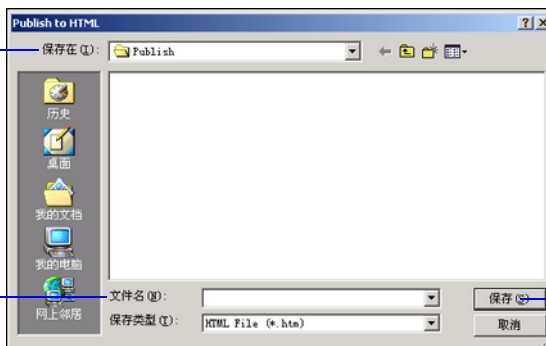 Publish to HTML
保存在(I): Publish
历史
桌面
我的文档
我的电脑
网上邻居
文件名(N):
保存(S)
保存类型(T): HTML File (*.htm)
取消